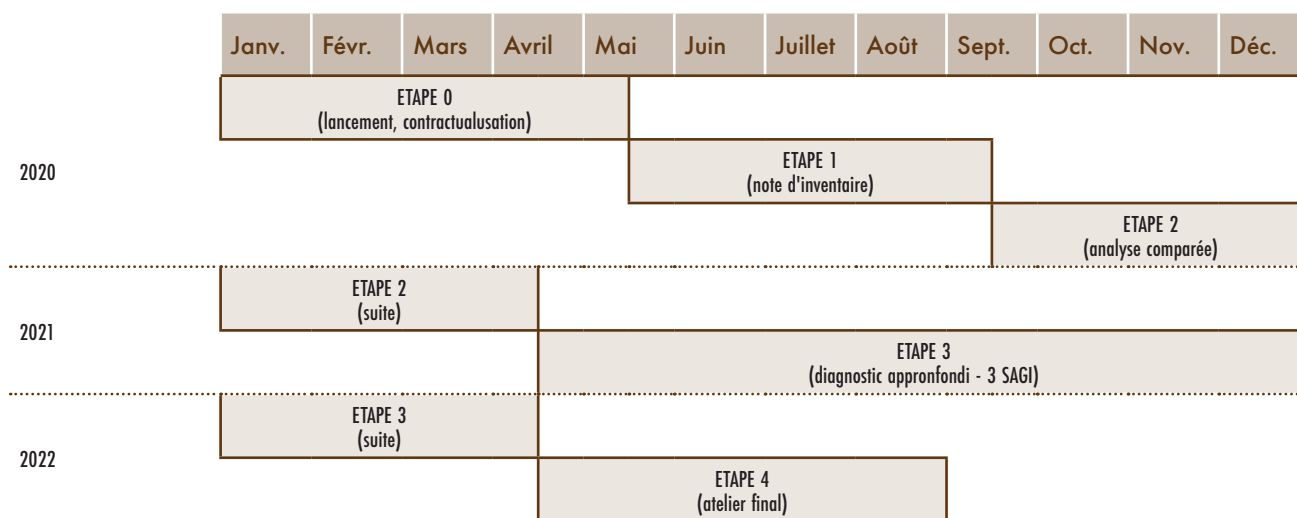 Janv. Févr. Mars Avril Mai Juin Juillet Août Sept. Oct. Nov. Déc.
ETAPE 0
(lancement, contractualusation)
2020
ETAPE 1
(note d'inventaire)
ETAPE 2
(analyse comparée)
ETAPE 2
(suite)
2021
ETAPE 3
(diagnostic appronfondi - 3 SAGI)
ETAPE 3
(suite)
2022
ETAPE 4
(atelier final)